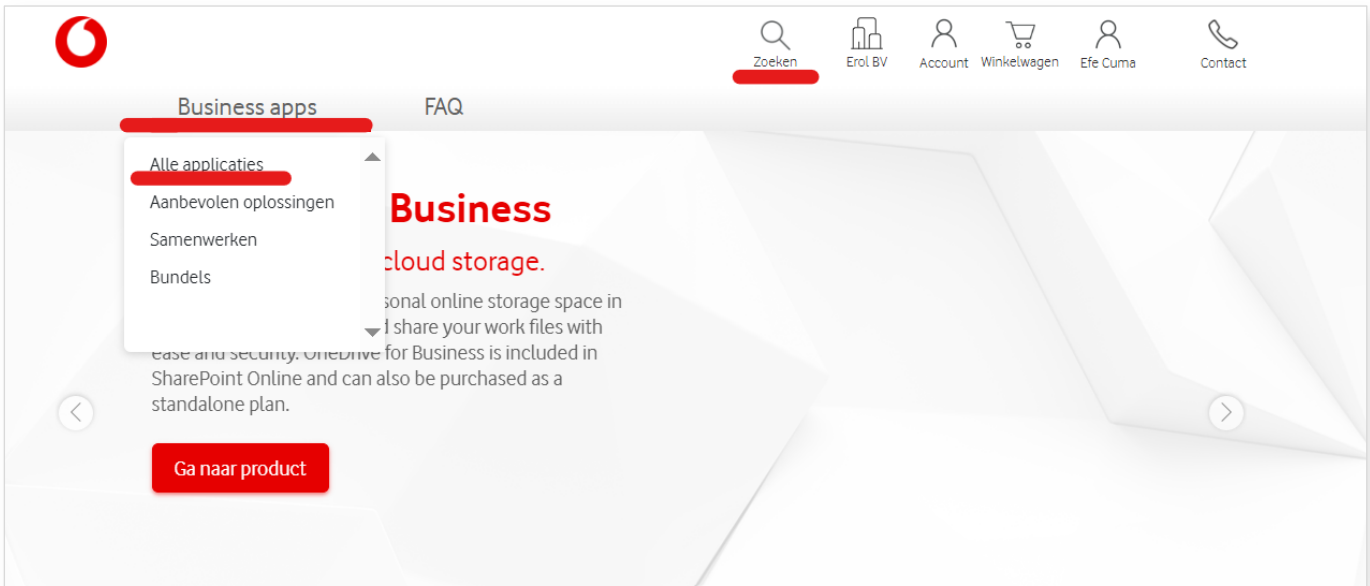 Zoeken
Erol BV
Account
Winkelwagen
Efe Cuma
Contact
Business apps
FAQ
Alle applicaties
Aanbevolen oplossingen
Samenwerken
Bundels
Business
cloud storage.
sonal online storage space in
share your work files with
ease and security. OneDrive for Business is included in
SharePoint Online and can also be purchased as a
standalone plan.
Ga naar product